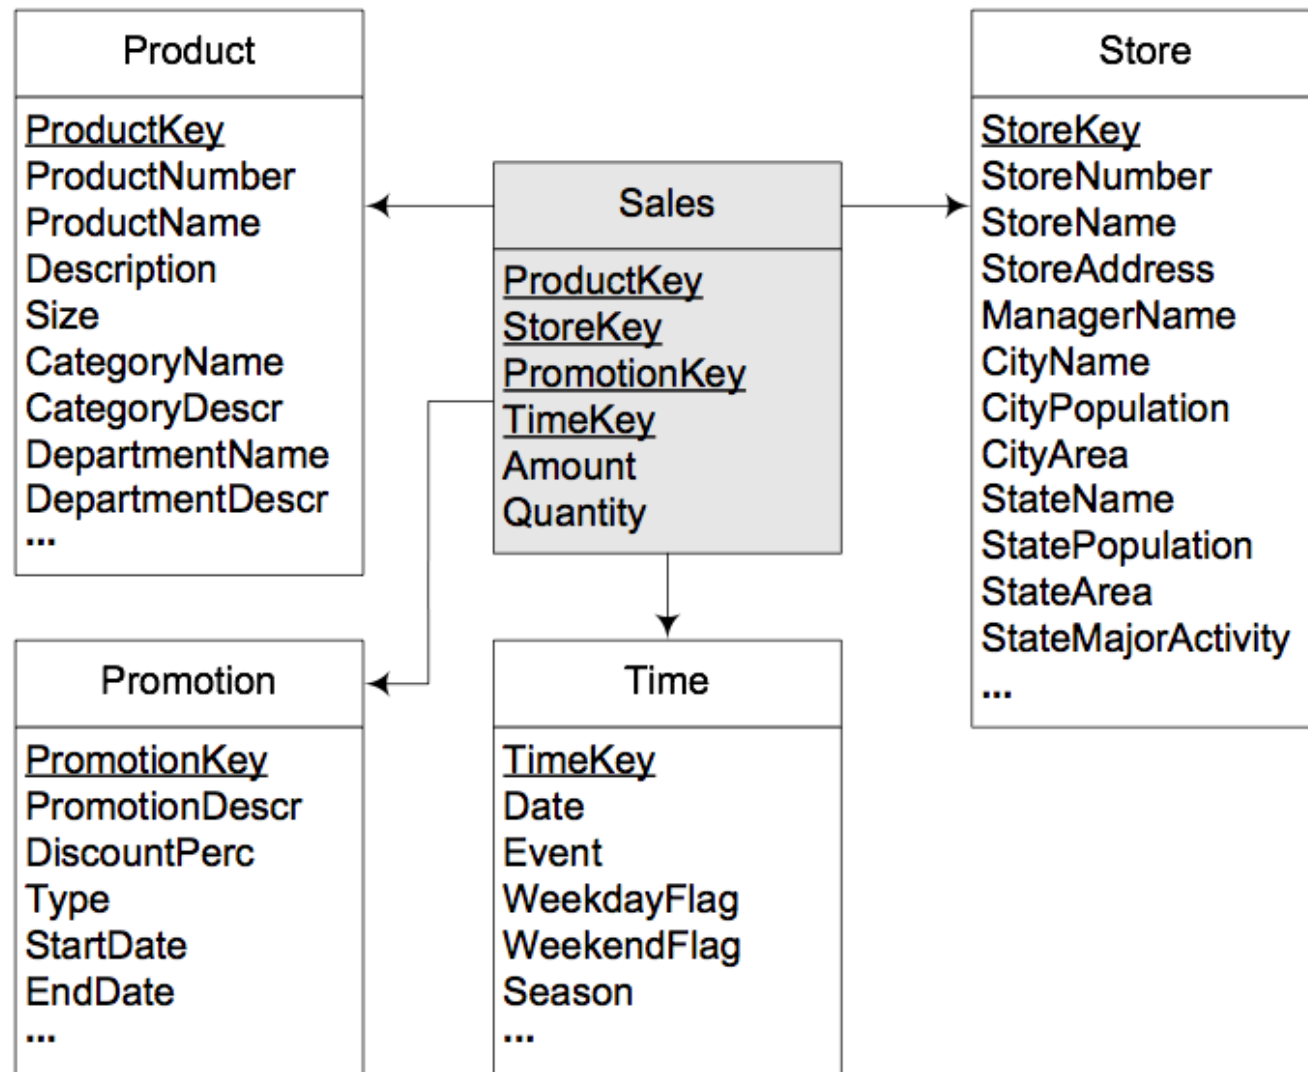 Product
ProductKey
ProductNumber
ProductName
Description
Size
CategoryName
CategoryDescr
DepartmentName
DepartmentDescr
...
Sales
ProductKey
StoreKey
PromotionKey
TimeKey
Amount
Quantity
Store
StoreKey
StoreNumber
StoreName
StoreAddress
ManagerName
CityName
CityPopulation
CityArea
StateName
StatePopulation
StateArea
StateMajorActivity
...
Promotion
PromotionKey
PromotionDescr
DiscountPerc
Type
StartDate
EndDate
...
Time
TimeKey
Date
Event
WeekdayFlag
WeekendFlag
Season
...